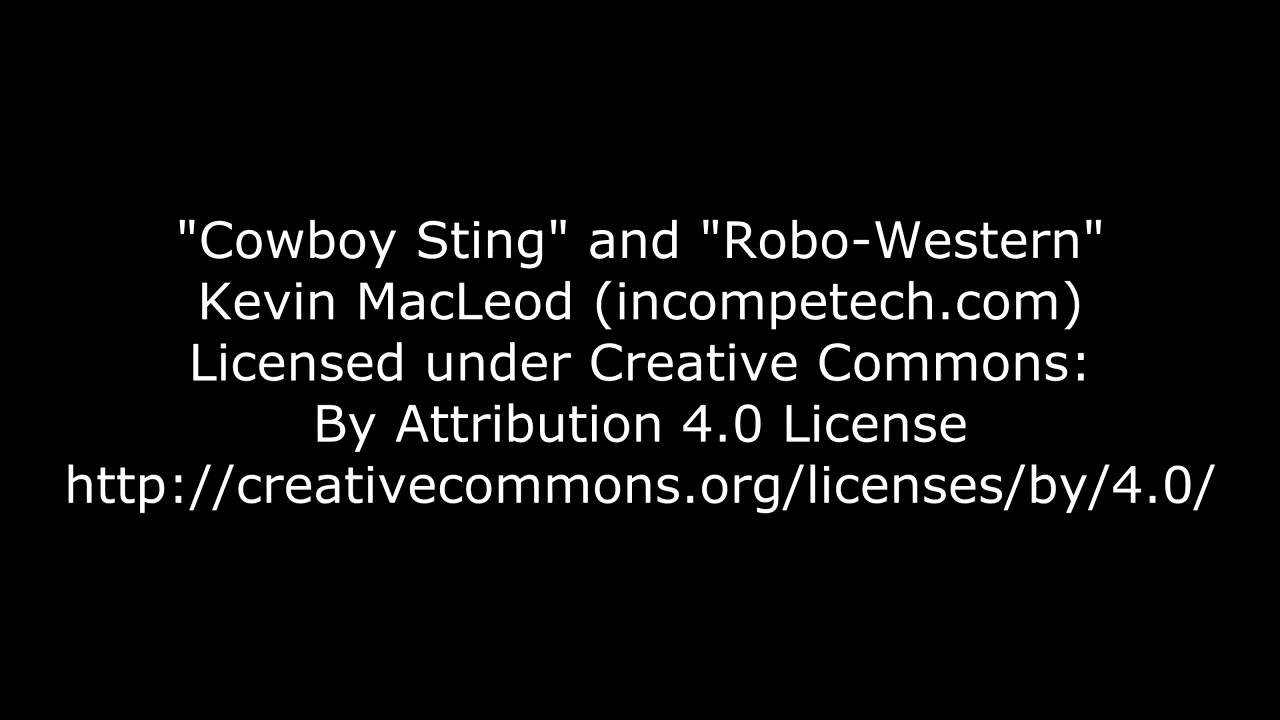 "Cowboy Sting" and "Robo-Western"
Kevin MacLeod (incompetech.com)
Licensed under Creative Commons:
By Attribution 4.0 License
http://creativecommons.org/licenses/by/4.0/